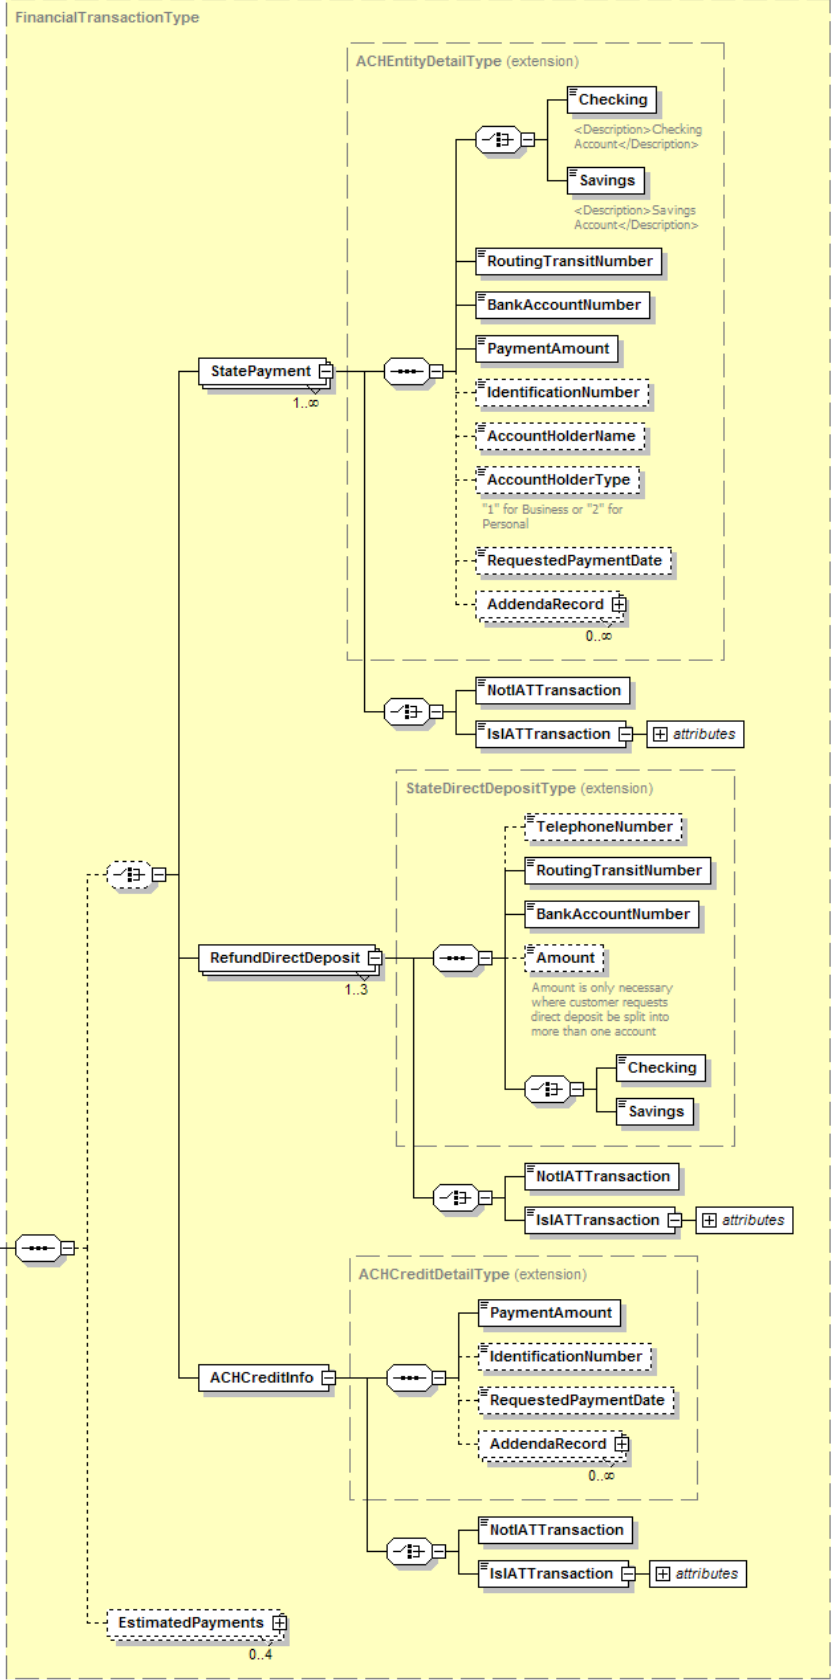 FinancialTransactionType
ACHEntityDetailType (extension)
Checking
<Description>Checking
Account</Description>
Savings
<Description>Savings
Account</Description>
RoutingTransitNumber
BankAccountNumber
PaymentAmount
StatePayment
1..∞
IdentificationNumber
AccountHolderName
AccountHolderType
"1" for Business or "2" for
Personal
RequestedPaymentDate
AddendaRecord
0..∞
NotIATTransaction
IsIATTransaction
attributes
StateDirectDepositType (extension)
TelephoneNumber
RoutingTransitNumber
BankAccountNumber
RefundDirectDeposit
1..3
Amount
Amount is only necessary
where customer requests
direct deposit be split into
more than one account
Checking
Savings
NotIATTransaction
IsIATTransaction
attributes
ACHCreditDetailType (extension)
PaymentAmount
IdentificationNumber
ACHCreditInfo
RequestedPaymentDate
AddendaRecord
0..∞
NotIATTransaction
IsIATTransaction
attributes
EstimatedPayments
0..4